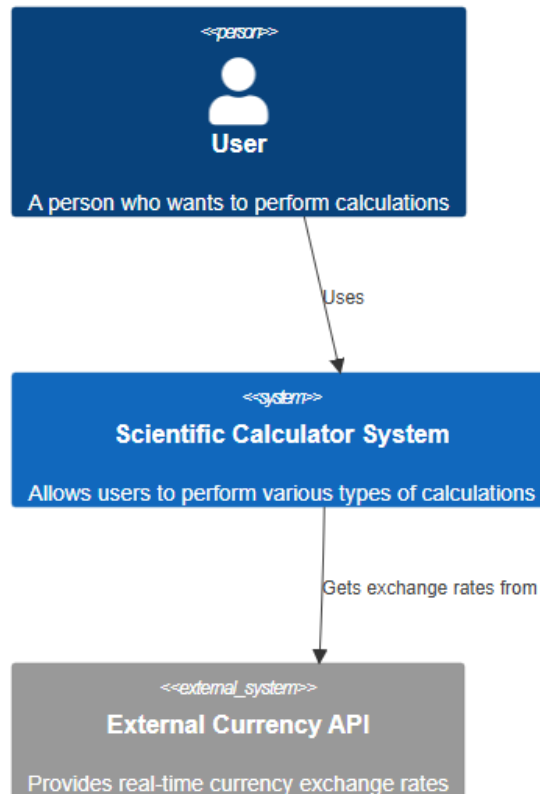 <<person>>
User
A person who wants to perform calculations
Uses
<<system>>
Scientific Calculator System
Allows users to perform various types of calculations
Gets exchange rates from
<<external_system>>
External Currency API
Provides real-time currency exchange rates